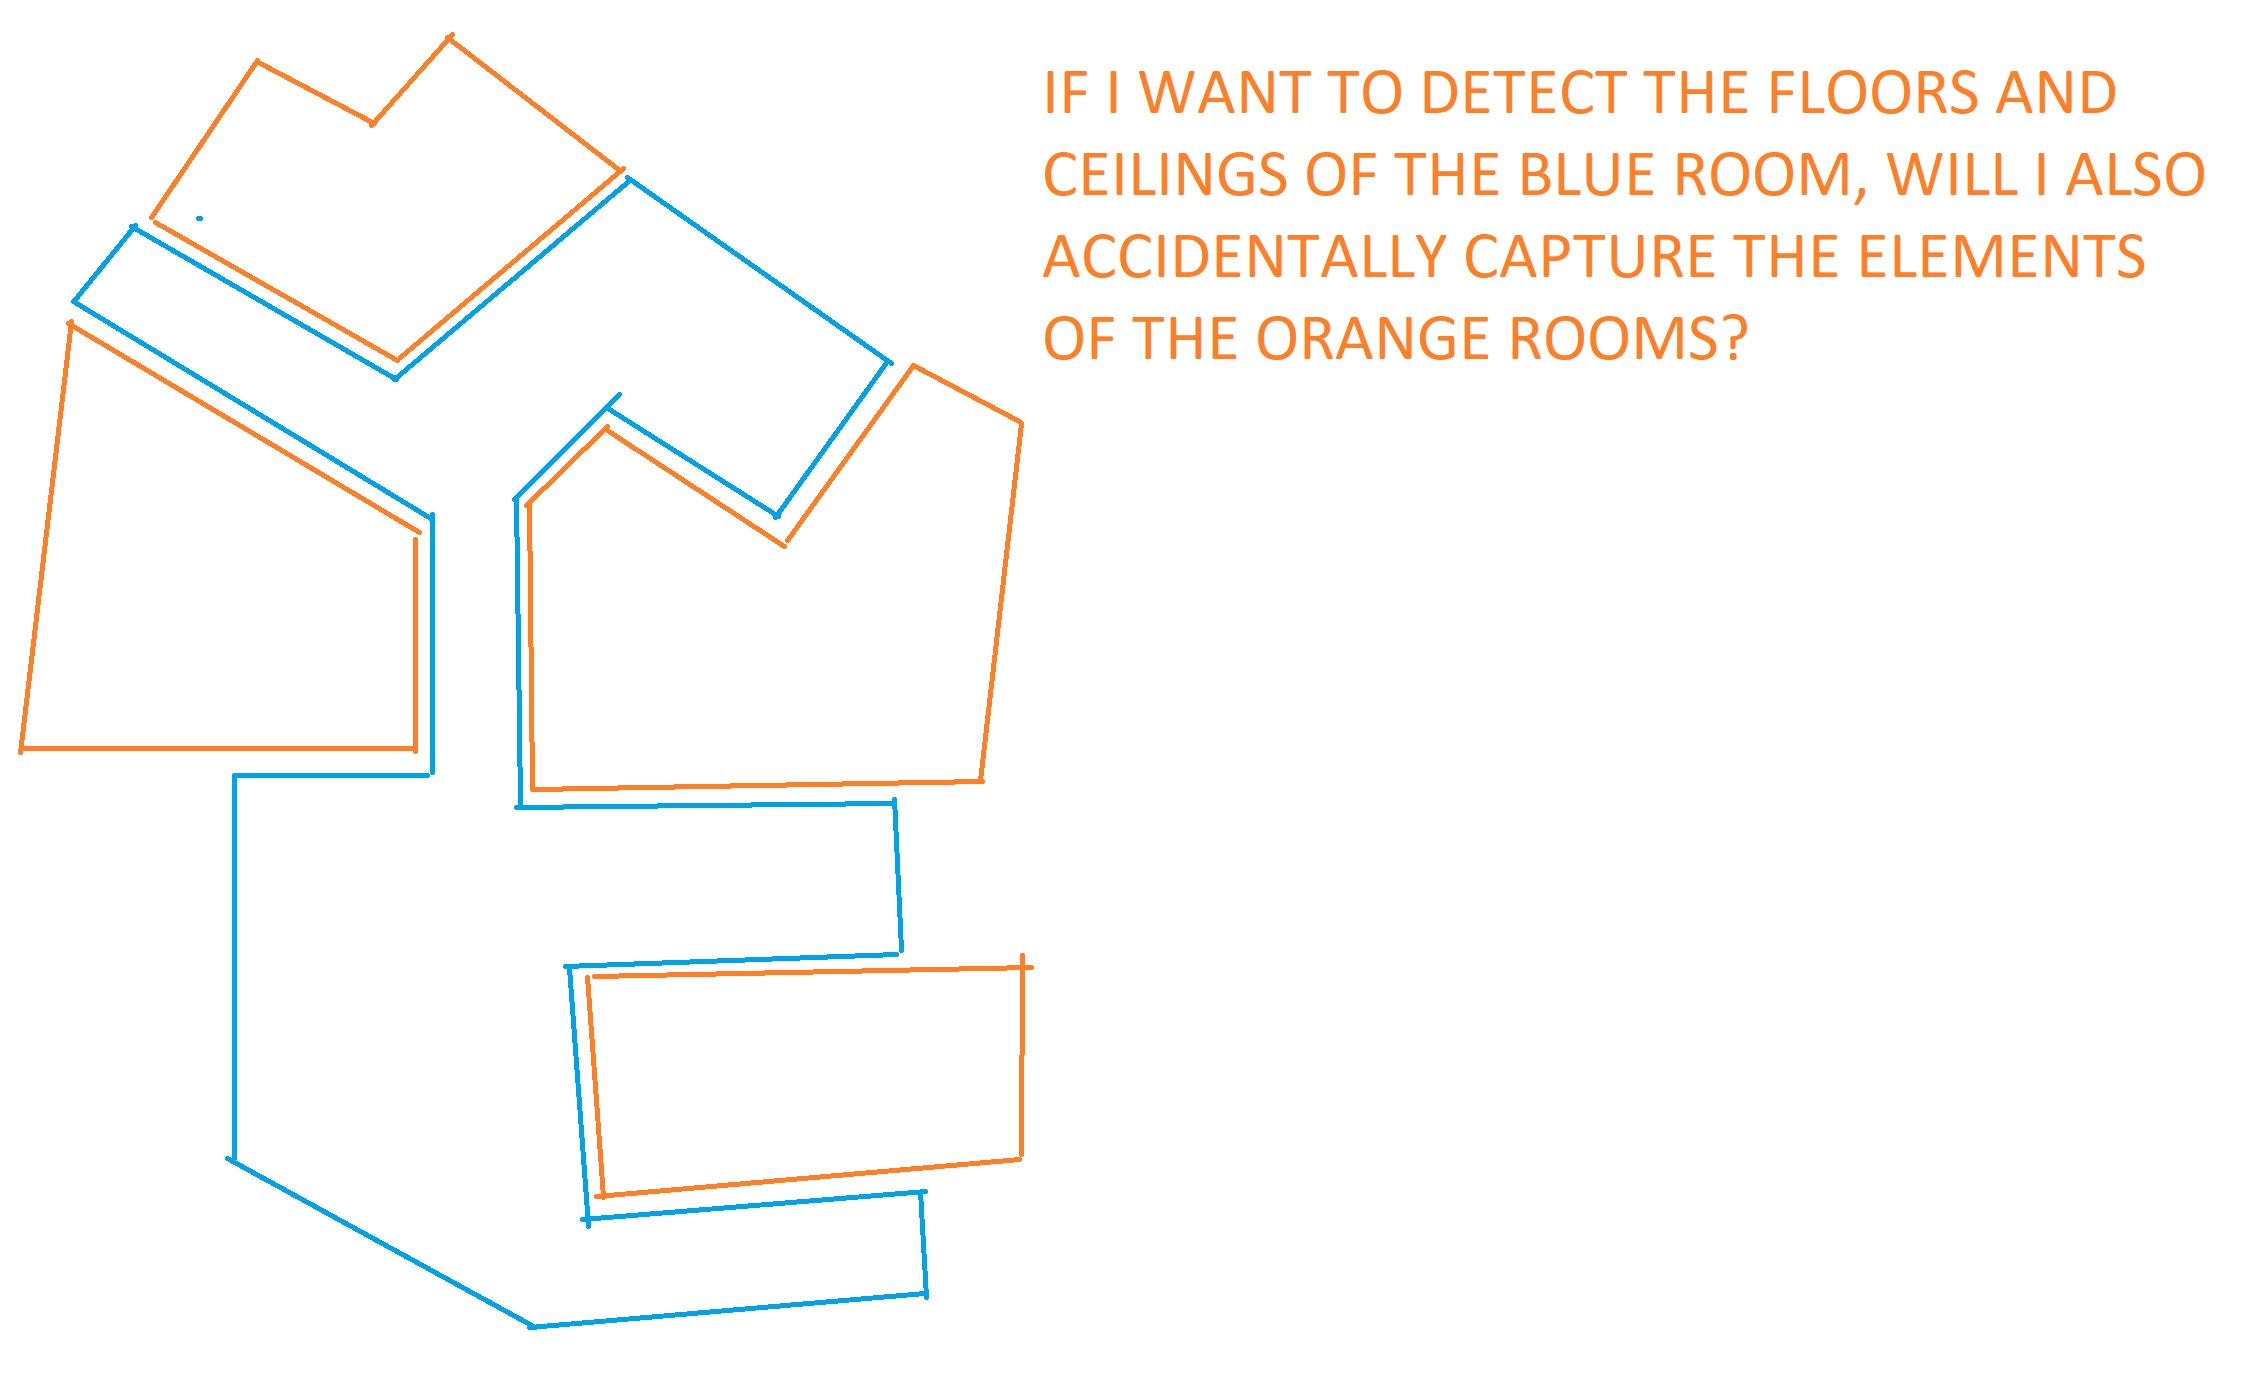 IF I WANT TO DETECT THE FLOORS AND
CEILINGS OF THE BLUE ROOM, WILL I ALSO
ACCIDENTALLY CAPTURE THE ELEMENTS
OF THE ORANGE ROOMS?